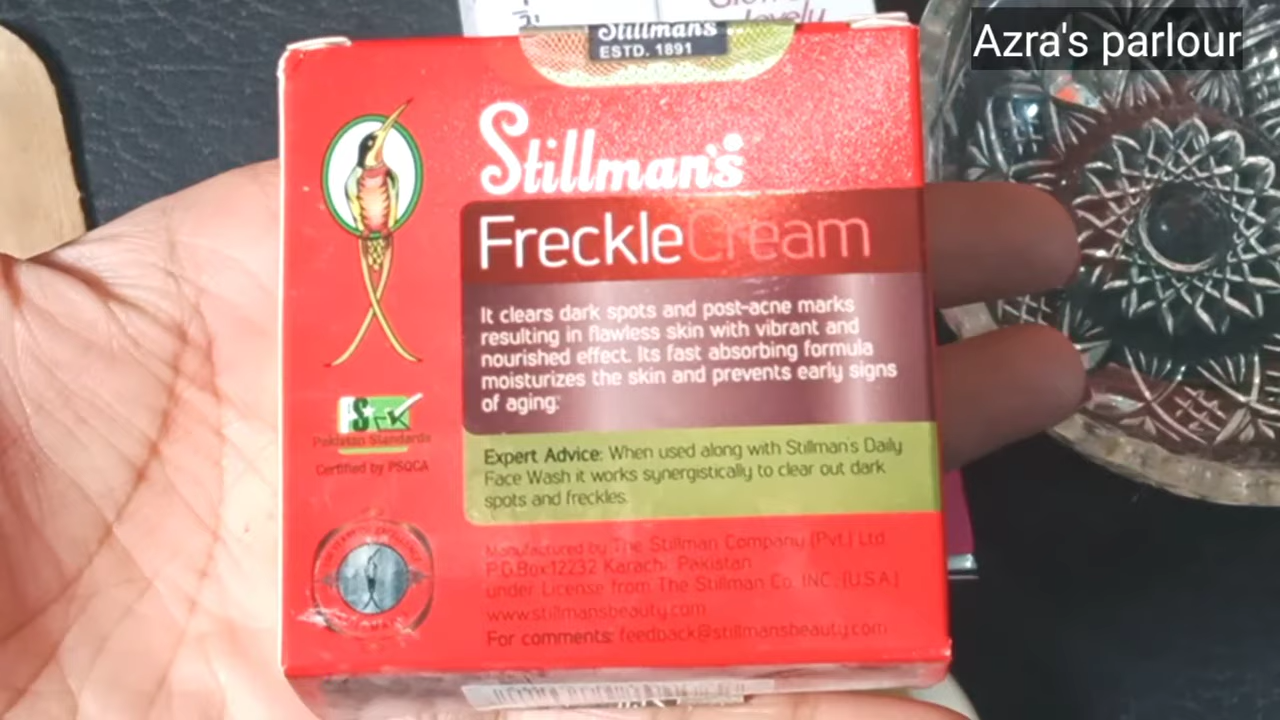 Glow &
lovely
Azra's parlour
Stillman's
ESTD. 1891
Stillman's
FreckleCream
It clears dark spots and post-acne marks
resulting in flawless skin with vibrant and
nourished effect. Its fast absorbing formula
moisturizes the skin and prevents early signs
of aging.
PS
Pakistan Standards
Certified by PSQCA
Expert Advice: When used along with Stillman's Daily
Face Wash it works synergistically to clear out dark
spots and freckles.
Manufactured by The Stillman Company (Pvt.) Ltd.
P.O.Box12232 Karachi. Pakistan
under License from The Stillman Co. INC. (U.S.A.)
www.stillmansbeauty.com
For comments: feedback@stillmansbeauty.com